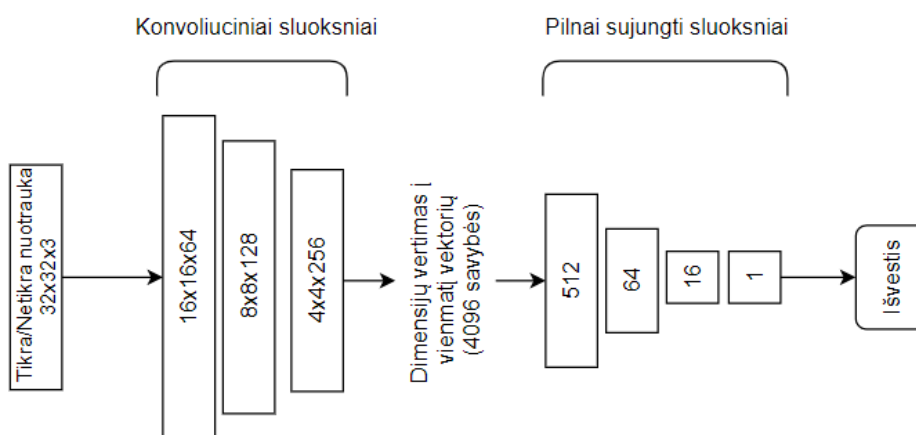 Konvoliuciniai sluoksniai
Pilnai sujungti sluoksniai
Tikra/Netikra nuotrauka
32x32x3
16x16x64
8x8x128
4x4x256
Dimensijų vertimas į
vienmatį vektorių
(4096 savybės)
512
64
16
1
Išvestis